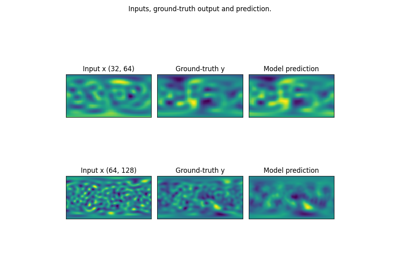 Inputs, ground-truth output and prediction.
Input x (32, 64)
Ground-truth y
Model prediction
Input x (64, 128)
Ground-truth y
Model prediction